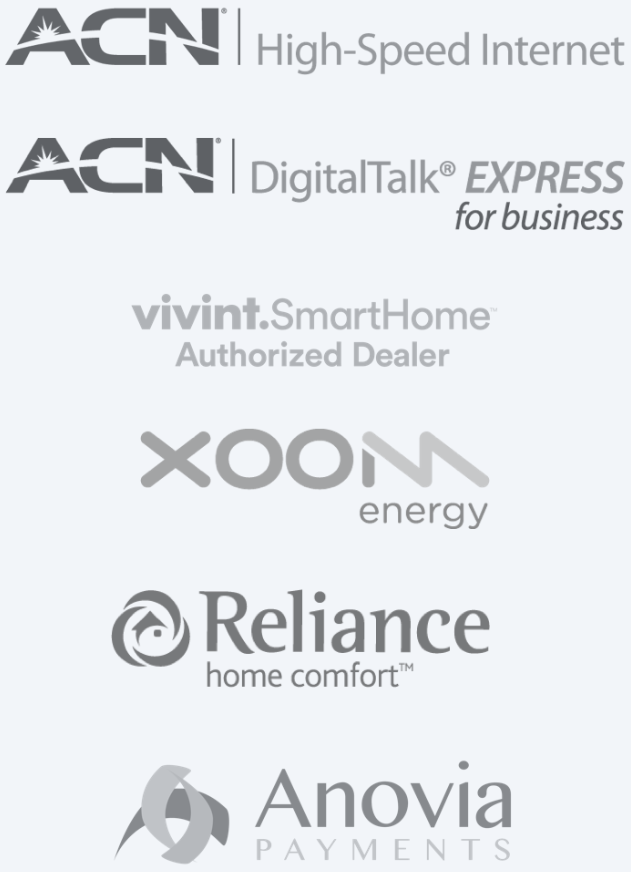 ACN® | High-Speed Internet
ACN® | DigitalTalk® EXPRESS
for business
vivint.SmartHome™
Authorized Dealer
XOOM
energy
Reliance
home comfort™
Anovia
PAYMENTS